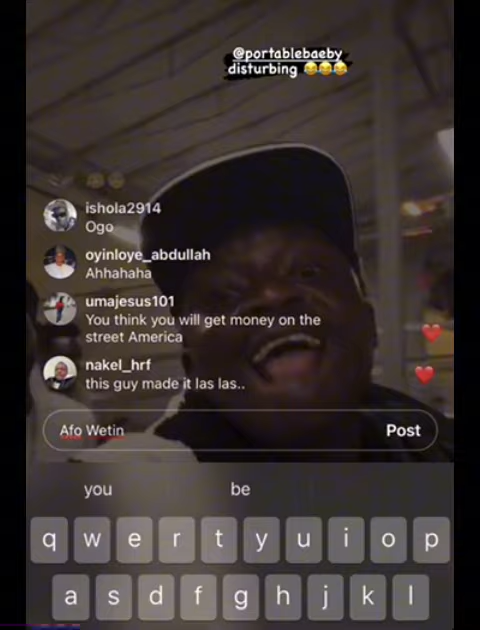 @portablebaeby
disturbing 😂😂😂
ishola2914
Ogo
oyinloye_abdullah
Ahhahaha
umajesus101
You think you will get money on the
street America
nakel_hrf
this guy made it las las..
Afo Wetin
Post
you be
q w e r t y u i o p
a s d f g h j k l